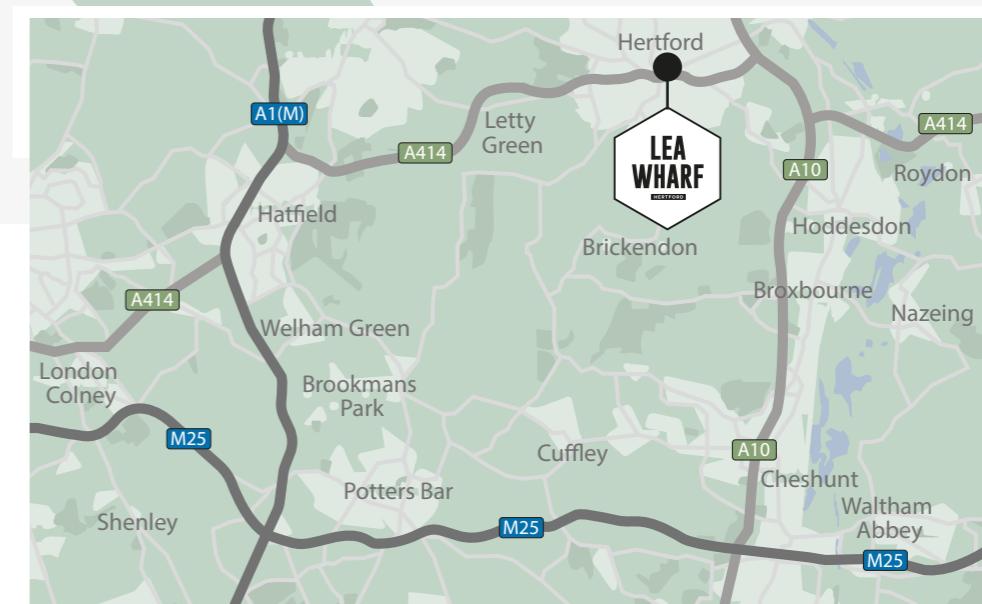 Hertford
A1(M)
Letty
Green
A414
A414
LEA
WHARF
HERTFORD
A10
Roydon
Hatfield
Hoddesdon
Brickendon
A414
Broxbourne
Nazeing
Welham Green
London
Colney
Brookmans
Park
M25
Cuffley
A10
Cheshunt
Potters Bar
Waltham
Abbey
Shenley
M25
M25